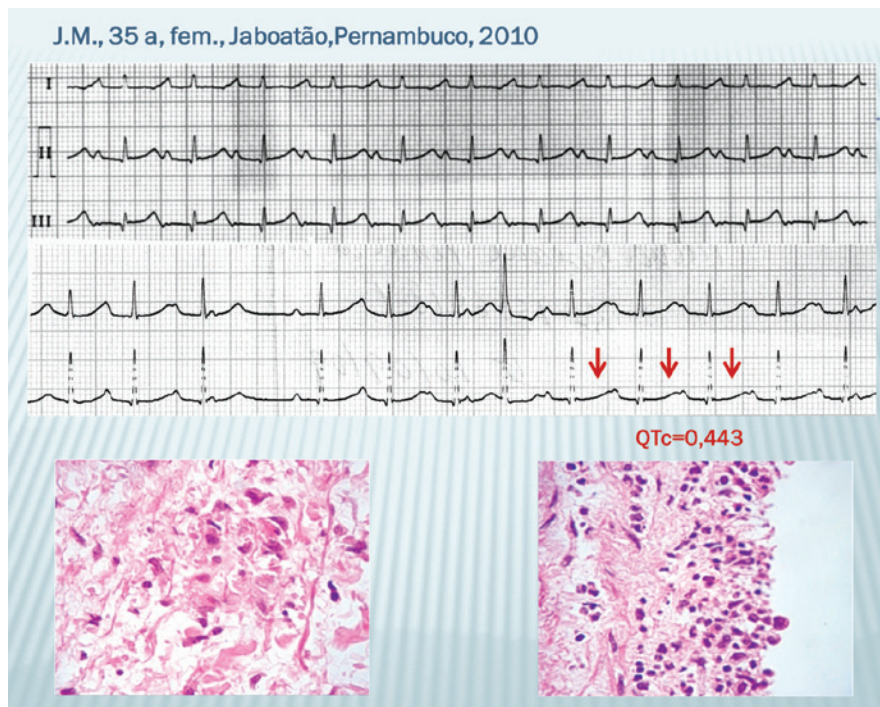 J.M., 35 a, fem., Jaboatão,Pernambuco, 2010
I
II
III
QTc=0,443